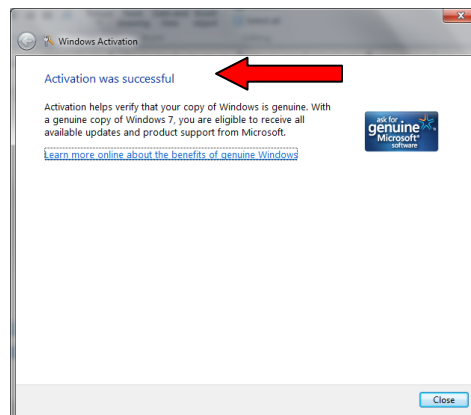 Windows Activation
Activation was successful
Activation helps verify that your copy of Windows is genuine. With
a genuine copy of Windows 7, you are eligible to receive all
available updates and product support from Microsoft.
ask for
genuine
Microsoft®
software
Learn more online about the benefits of genuine Windows
Close